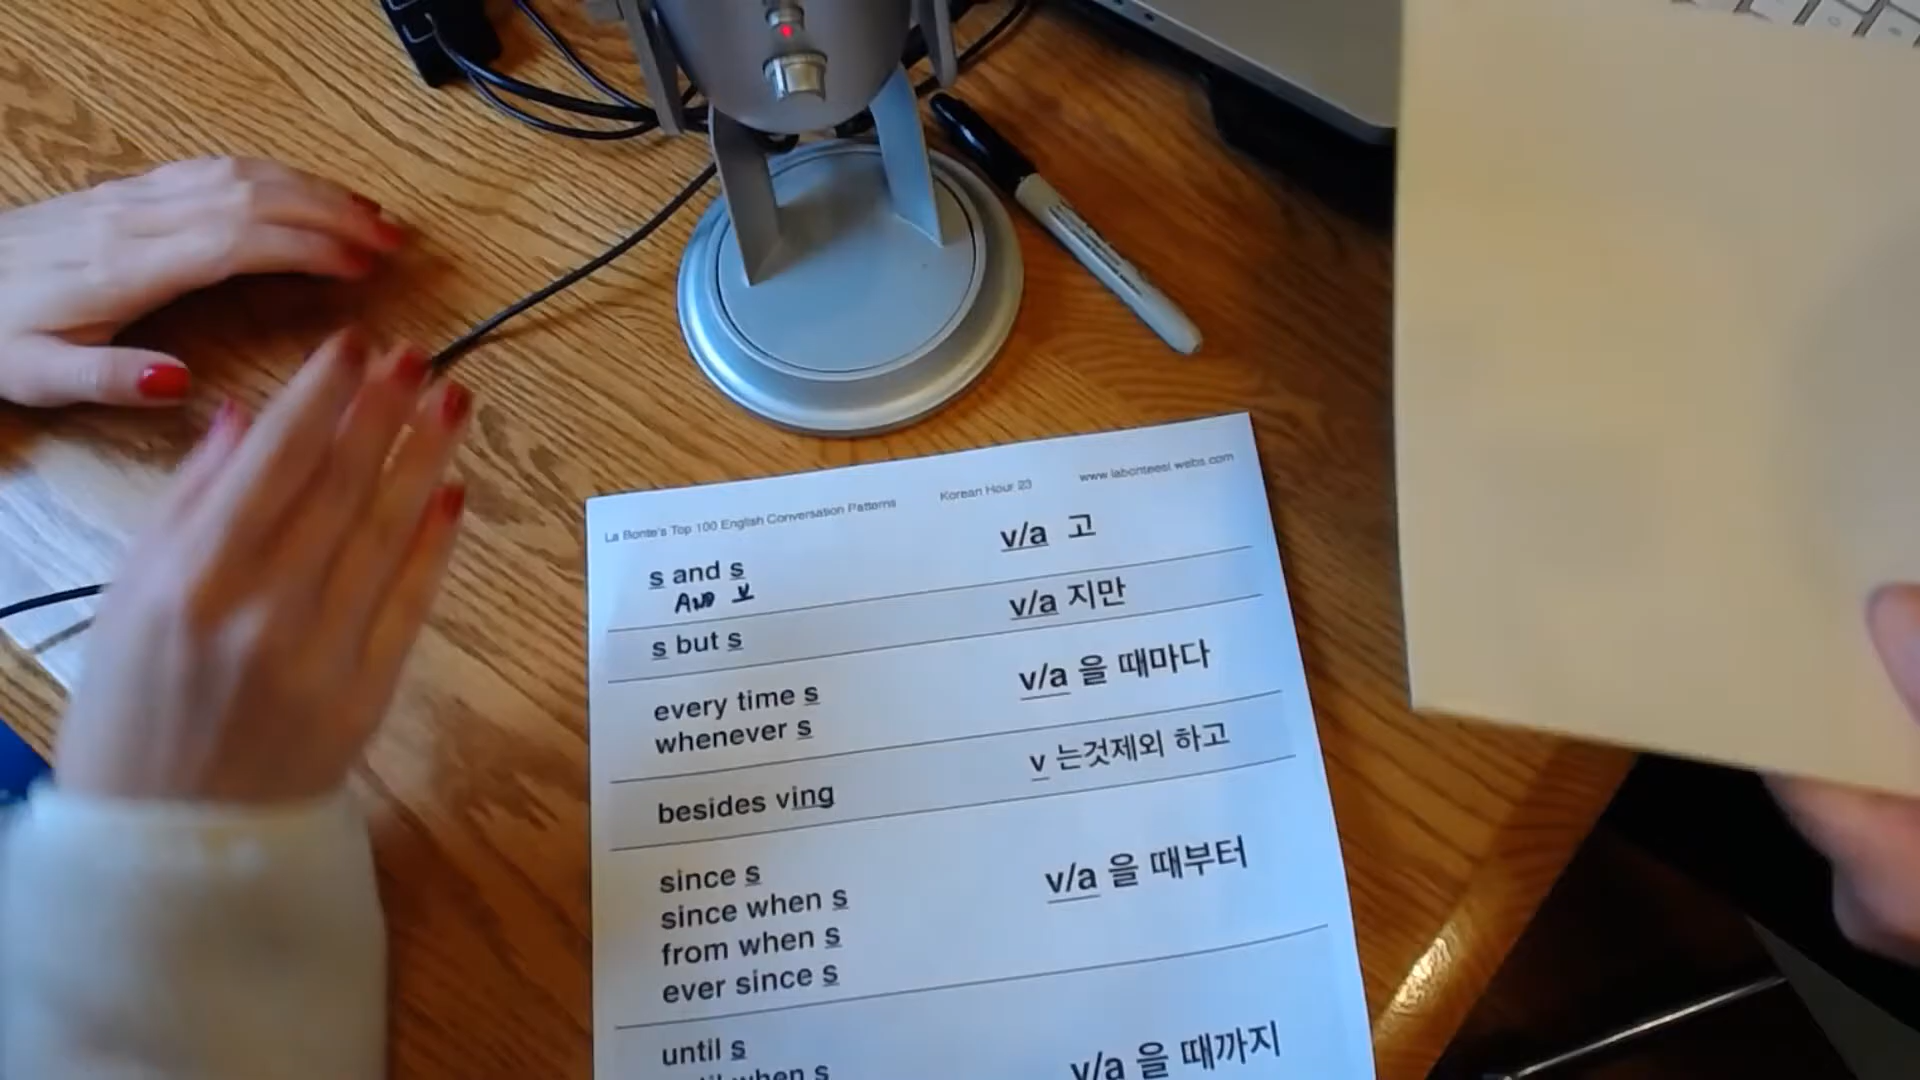 La Bonte's Top 100 English Conversation Patterns Korean Hour 23 www.labonteesl.webs.com
s and s v/a 고
AND v
s but s v/a 지만
every time s v/a 을 때마다
whenever s
besides ving v 는것제외 하고
since s v/a 을 때부터
since when s
from when s
ever since s
until s v/a 을 때까지
until when s